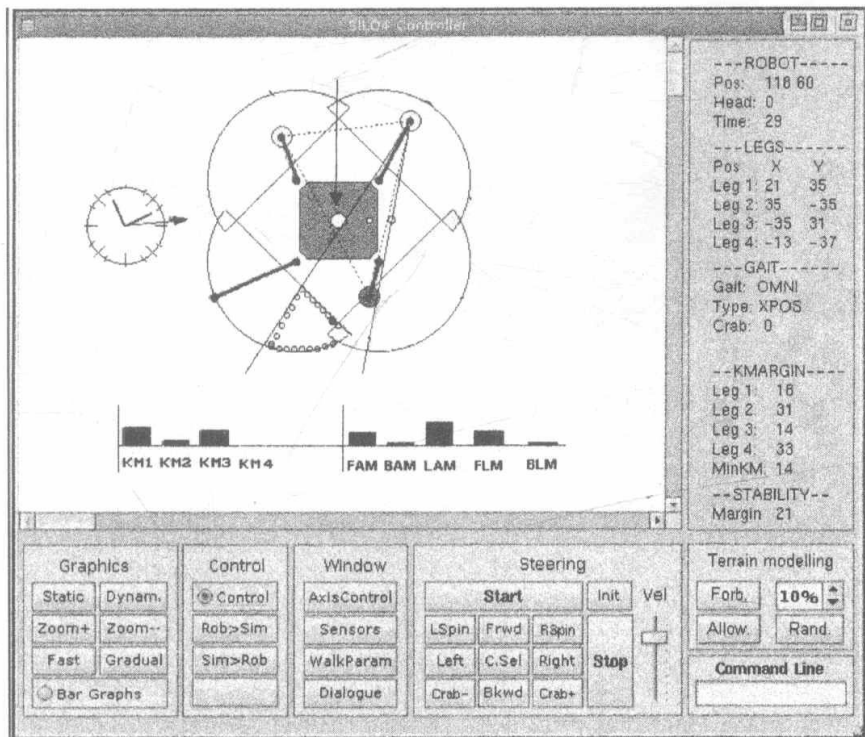 SILO4 Controller
---ROBOT-----
Pos: 118 60
Head: 0
Time: 29
---LEGS------
Pos X Y
Leg 1: 21 35
Leg 2: 35 -35
Leg 3: -35 31
Leg 4: -13 -37
---GAIT------
Gait: OMNI
Type: XPOS
Crab: 0
--KMARGIN----
Leg 1: 16
Leg 2. 31
Leg 3: 14
Leg 4: 33
MinKM. 14
--STABILITY--
Margin 21
KM1 KM2 KM3 KM4
FAM BAM LAM FLM BLM
Graphics
Static Dynam.
Zoom+ Zoom--
Fast Gradual
Bar Graphs
Control
Control
Rob>Sim
Sim>Rob
Window
AxisControl
Sensors
WalkParam
Dialogue
Steering
Start Init Vel
LSpin Frwd RSpin
Left C.Sel Right Stop
Crab- Bkwd Crab+
Terrain modelling
Forb. 10%
Allow. Rand.
Command Line